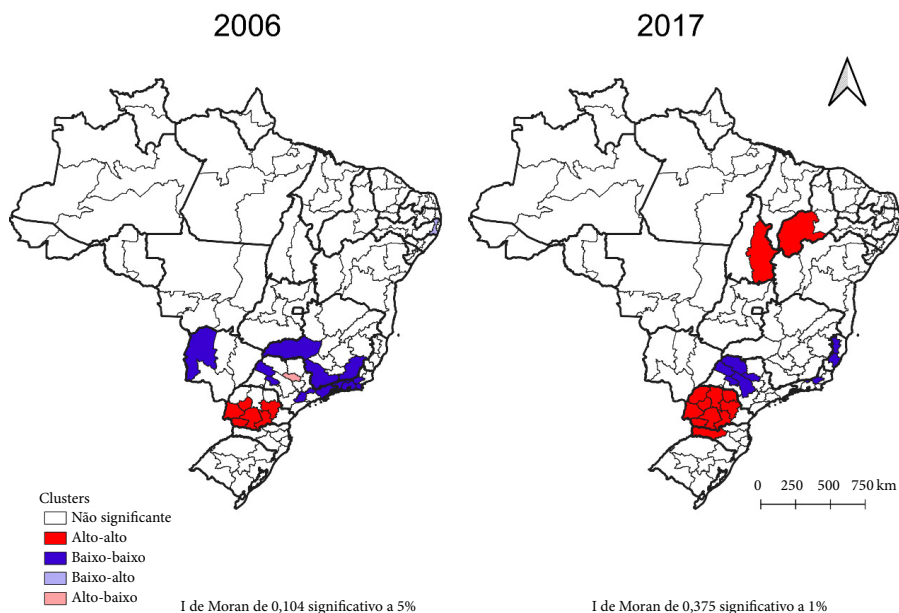 2006
2017
0 250 500 750 km
Clusters
Não significante
Alto-alto
Baixo-baixo
Baixo-alto
Alto-baixo
I de Moran de 0,104 significativo a 5%
I de Moran de 0,375 significativo a 1%